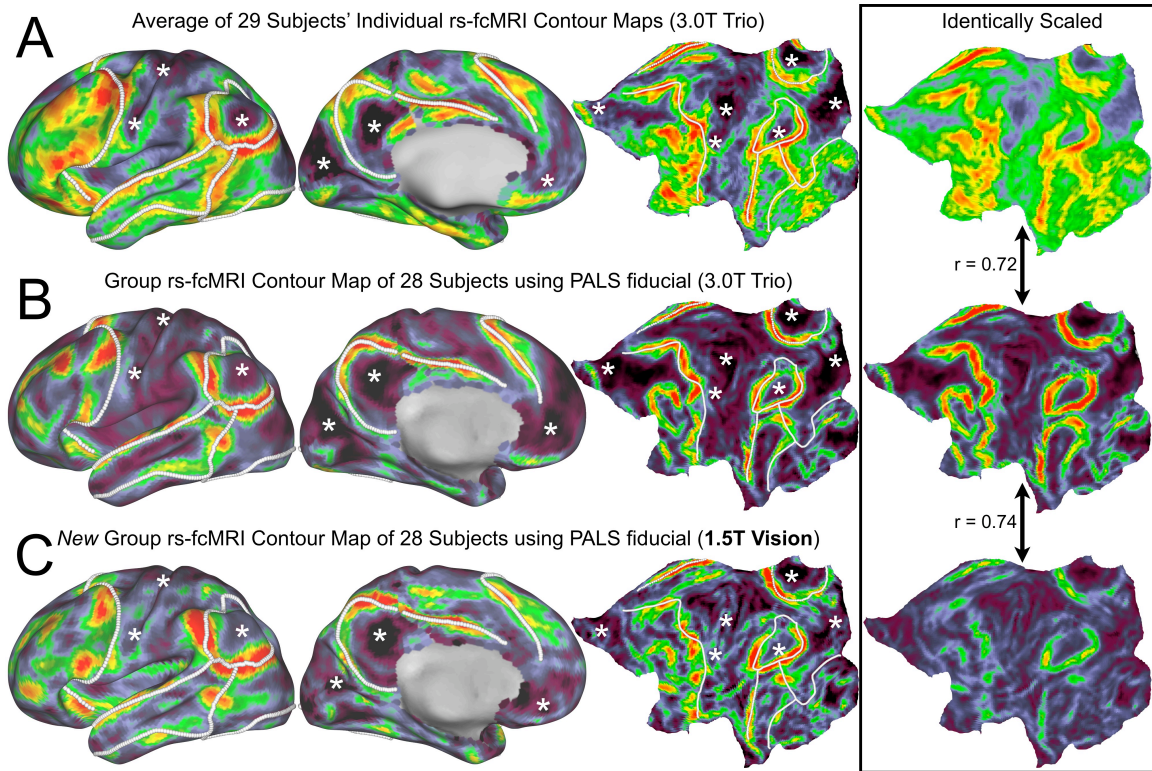 A
Average of 29 Subjects' Individual rs-fcMRI Contour Maps (3.0T Trio)
Identically Scaled
r = 0.72
B
Group rs-fcMRI Contour Map of 28 Subjects using PALS fiducial (3.0T Trio)
r = 0.74
C
New Group rs-fcMRI Contour Map of 28 Subjects using PALS fiducial (1.5T Vision)